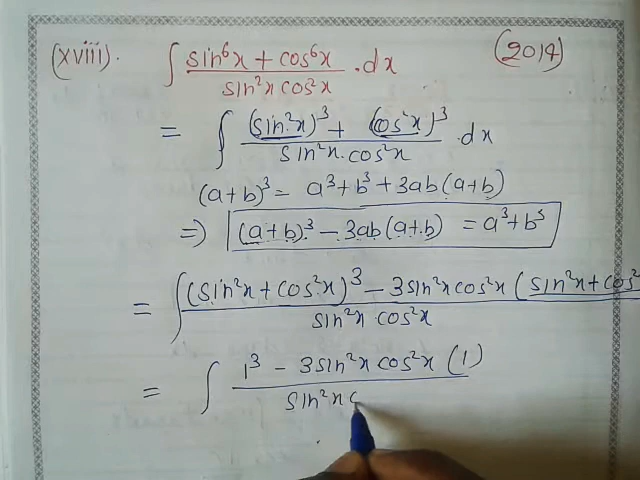 (xviii). ∫ sin⁶x + cos⁶x / sin²x cos²x . dx (2014)
= ∫ (sin²x)³ + (cos²x)³ / sin²x . cos²x . dx
(a+b)³ = a³+b³+3ab(a+b)
=> (a+b)³ - 3ab(a+b) = a³+b³
= ∫ (sin²x + cos²x)³ - 3sin²x cos²x (sin²x + cos² / sin²x cos²x
= ∫ 1³ - 3sin²x cos²x (1) / sin²x c